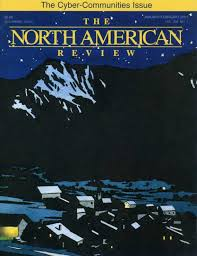 The Cyber-Communities Issue
THE
NORTH AMERICAN
REVIEW